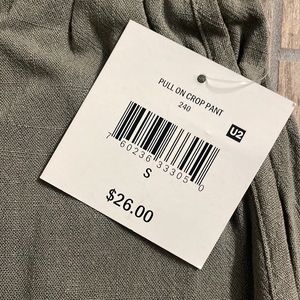 PULL ON CROP PANT
240
U2
7 60236 33305 0
S
$26.00